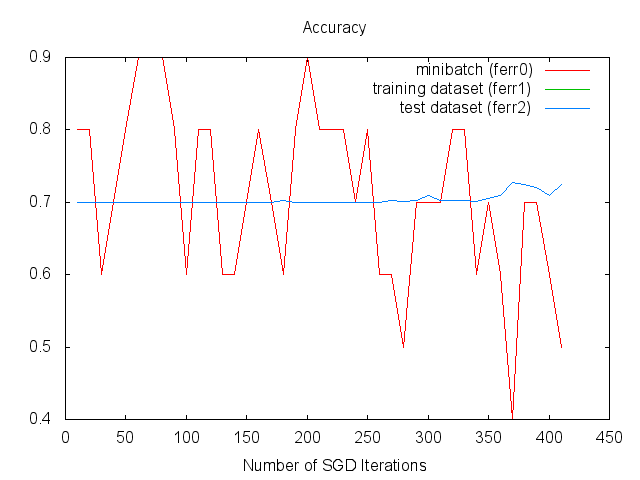 Accuracy
minibatch (ferr0)
training dataset (ferr1)
test dataset (ferr2)
0.9
0.8
0.7
0.6
0.5
0.4
0 50 100 150 200 250 300 350 400 450
Number of SGD Iterations